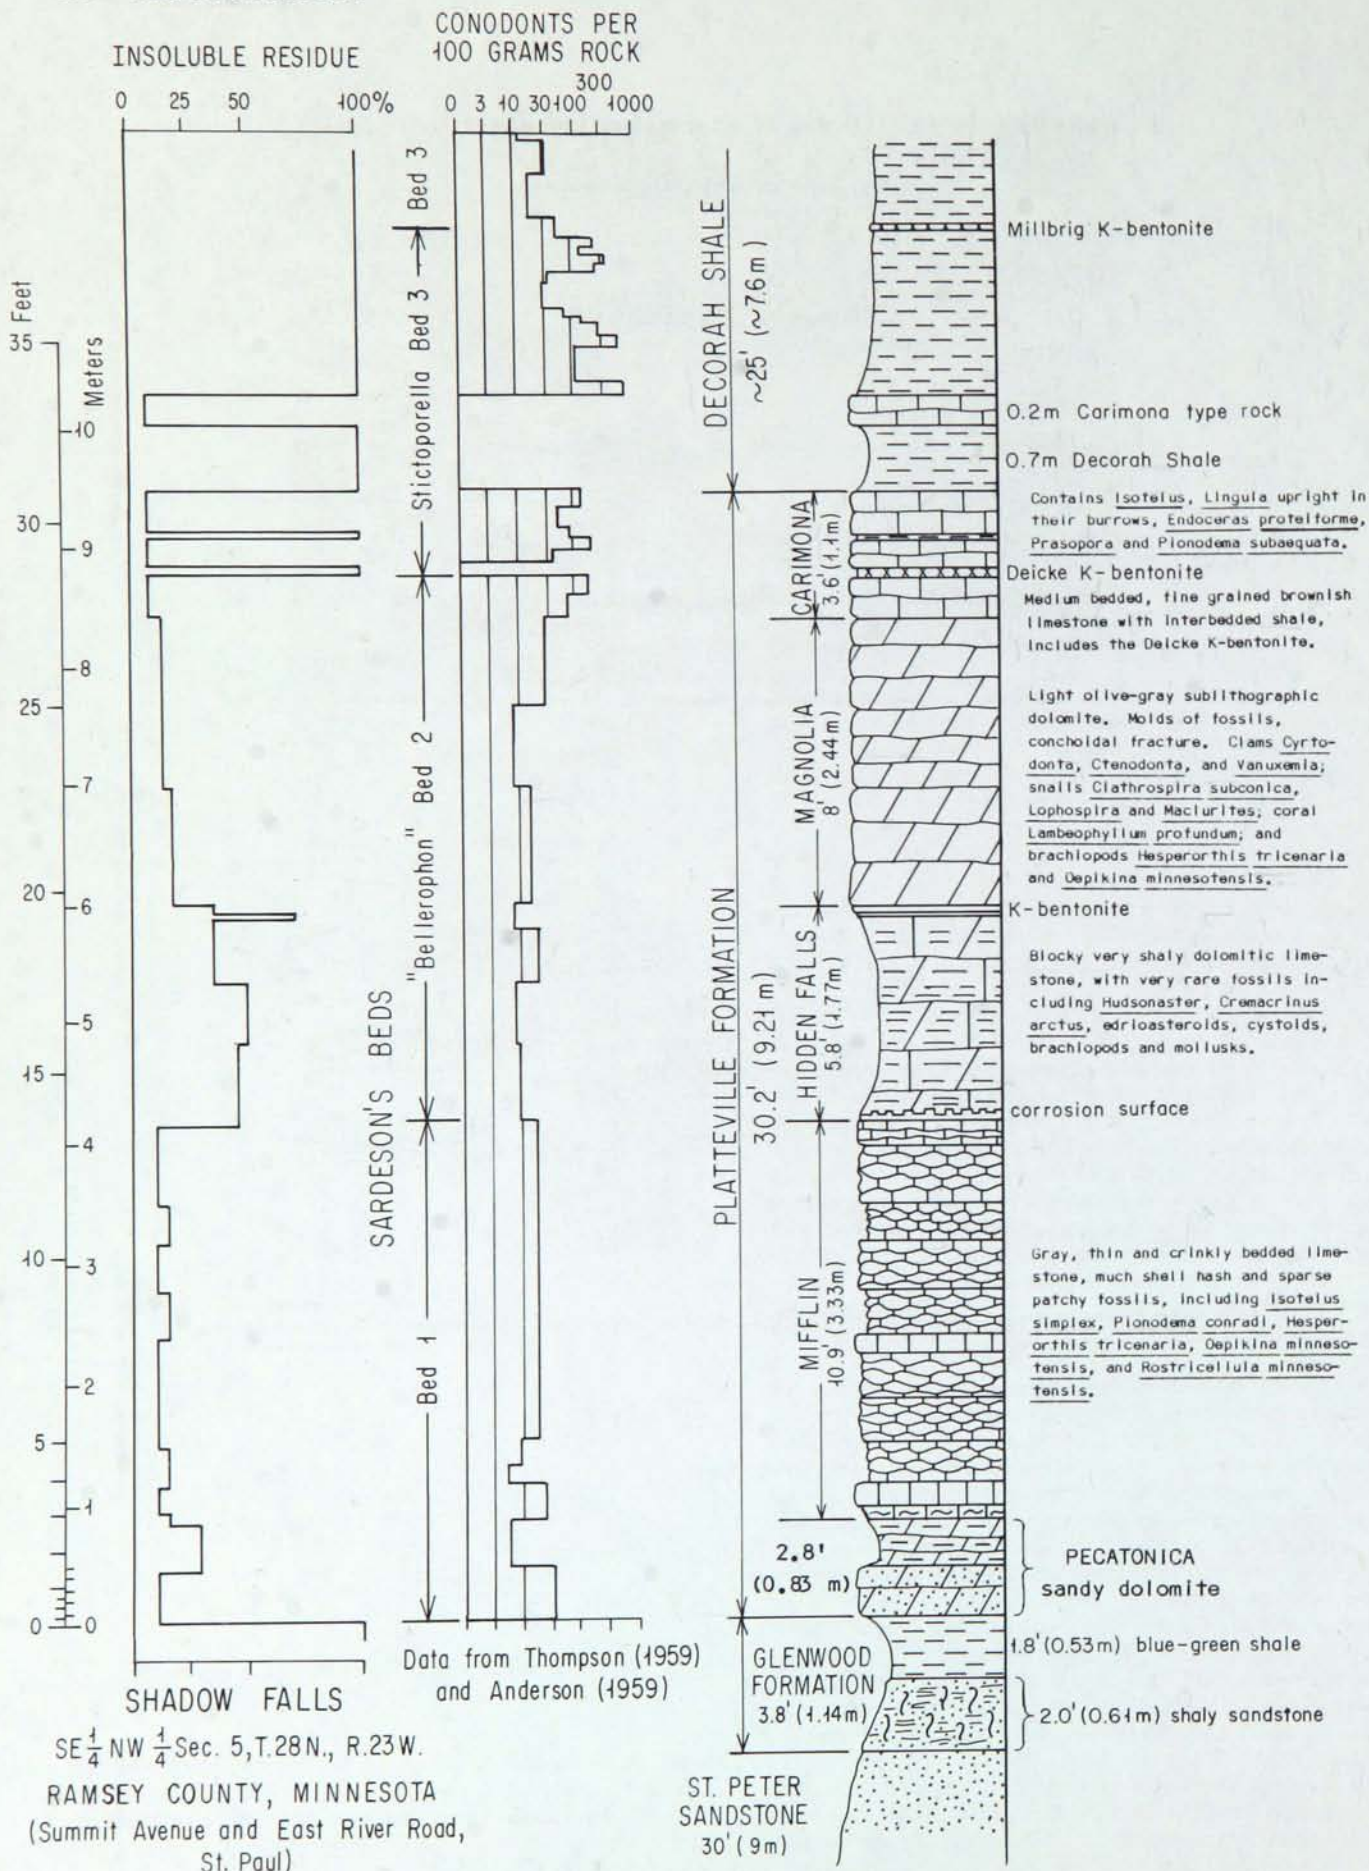 INSOLUBLE RESIDUE
0 25 50 100%
CONODONTS PER
100 GRAMS ROCK
300
0 3 10 30 100 1000
Feet
Meters
35
30
25
20
15
10
5
0
10
9
8
7
6
5
4
3
2
1
0
SARDESON'S BEDS
Bed 3
Stictoporella Bed 3
"Bellerophon" Bed 2
Bed 1
Data from Thompson (1959)
and Anderson (1959)
SHADOW FALLS
SE 1/4 NW 1/4 Sec. 5, T.28N., R.23W.
RAMSEY COUNTY, MINNESOTA
(Summit Avenue and East River Road,
St. Paul)
DECORAH SHALE
~25' (~7.6m)
PLATTEVILLE FORMATION
30.2' (9.21 m)
CARIMONA
3.6' (1.1m)
MAGNOLIA
8' (2.44m)
HIDDEN FALLS
5.8' (1.77m)
MIFFLIN
10.9' (3.33m)
2.8'
(0.83 m)
GLENWOOD
FORMATION
3.8' (1.14m)
ST. PETER
SANDSTONE
30' (9m)
Millbrig K-bentonite
0.2m Carimona type rock
0.7m Decorah Shale
Contains Isotelus, Lingula upright in
their burrows, Endoceras proteiforme,
Prasopora and Pionodema subaequata.
Deicke K-bentonite
Medium bedded, fine grained brownish
limestone with interbedded shale,
includes the Deicke K-bentonite.
Light olive-gray sublithographic
dolomite. Molds of fossils,
conchoidal fracture. Clams Cyrto-
donta, Ctenodonta, and Vanuxemia;
snails Clathrospira subconica,
Lophospira and Maclurites; coral
Lambeophyllum profundum; and
brachiopods Hesperorthis tricenaria
and Oepikina minnesotensis.
K-bentonite
Blocky very shaly dolomitic lime-
stone, with very rare fossils in-
cluding Hudsonaster, Cremacrinus
arctus, edrioasteroids, cystoids,
brachiopods and mollusks.
corrosion surface
Gray, thin and crinkly bedded lime-
stone, much shell hash and sparse
patchy fossils, including Isotelus
simplex, Pionodema conradi, Hesper-
orthis tricenaria, Oepikina minneso-
tensis, and Rostricellula minneso-
tensis.
PECATONICA
sandy dolomite
1.8' (0.53m) blue-green shale
2.0' (0.61m) shaly sandstone